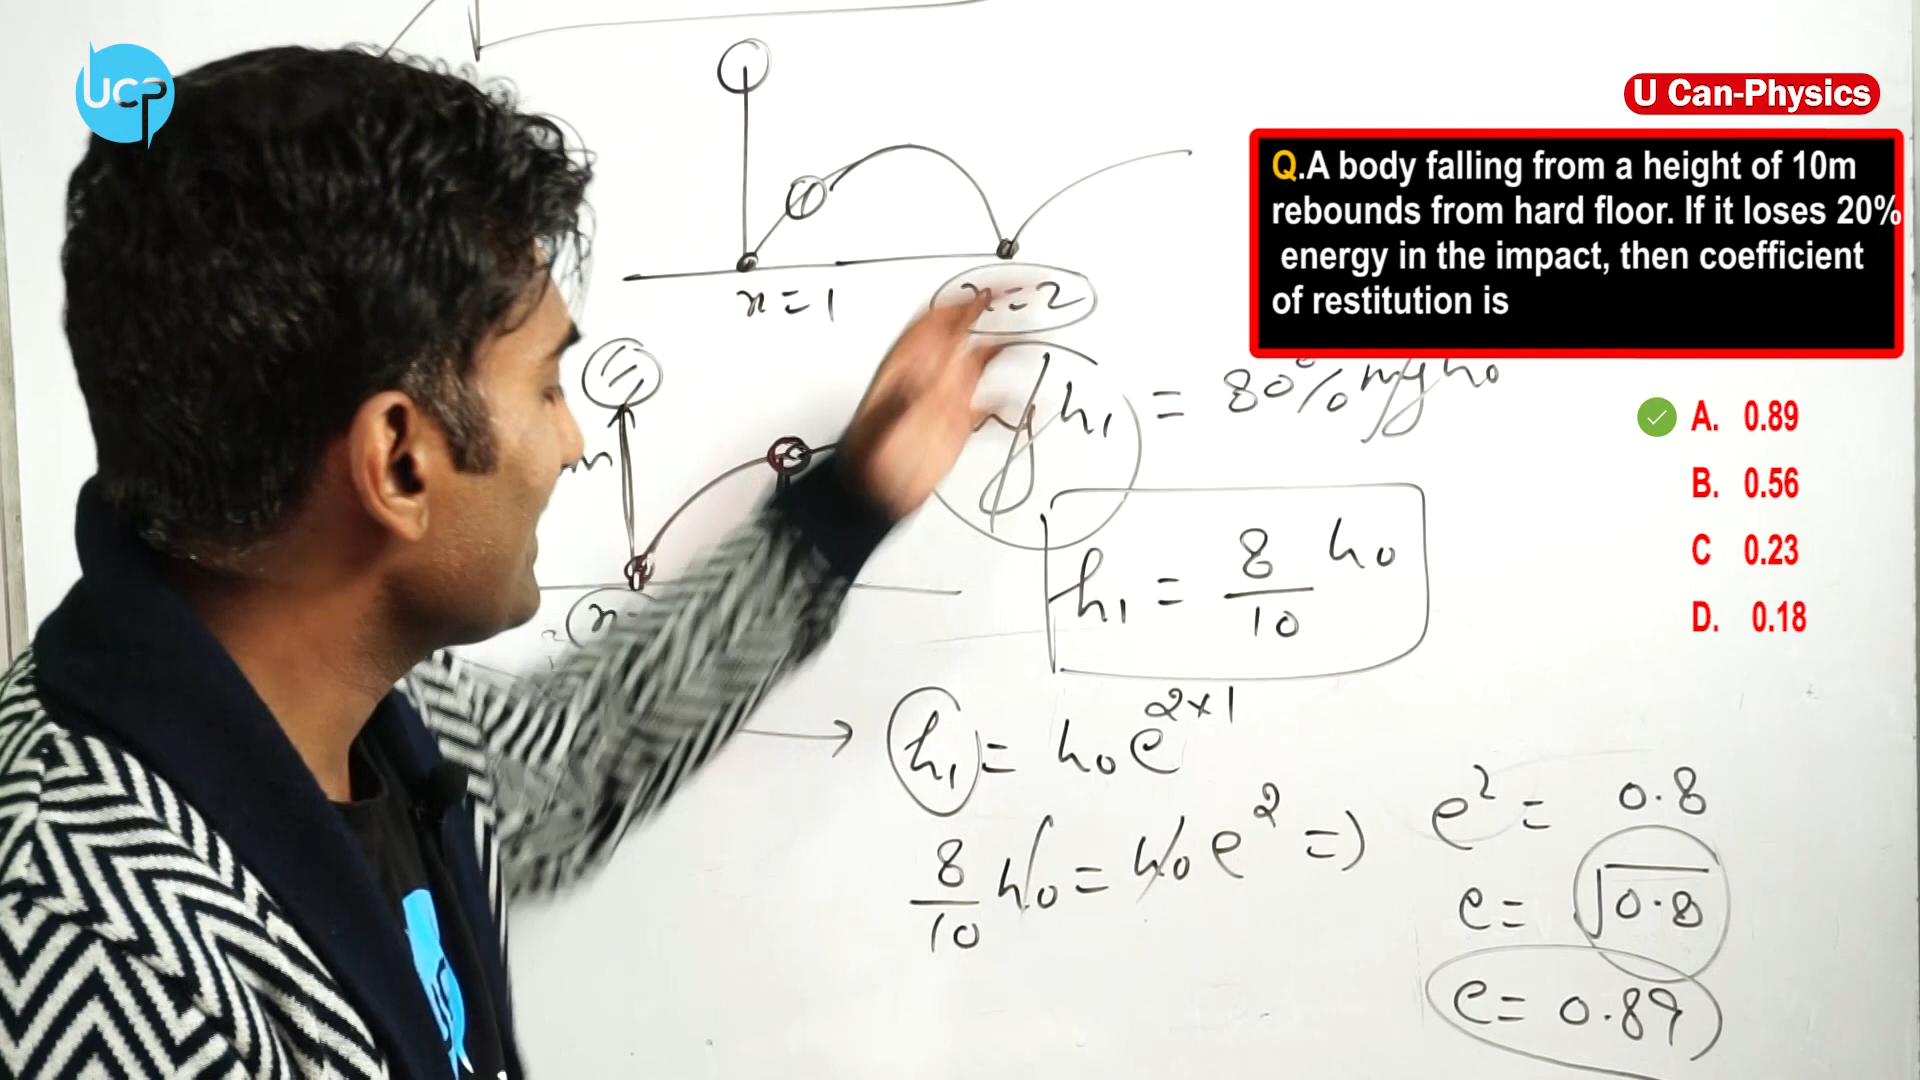 UCP
U Can-Physics
Q.A body falling from a height of 10m
rebounds from hard floor. If it loses 20%
energy in the impact, then coefficient
of restitution is
A. 0.89
B. 0.56
C 0.23
D. 0.18
n = 1
n = 2
h₁ = 80% mgh₀
h₁ = 8/10 h₀
h₁ = h₀e^2×1
8/10 h₀ = h₀e² =>
e² = 0.8
e = √0.8
e = 0.89